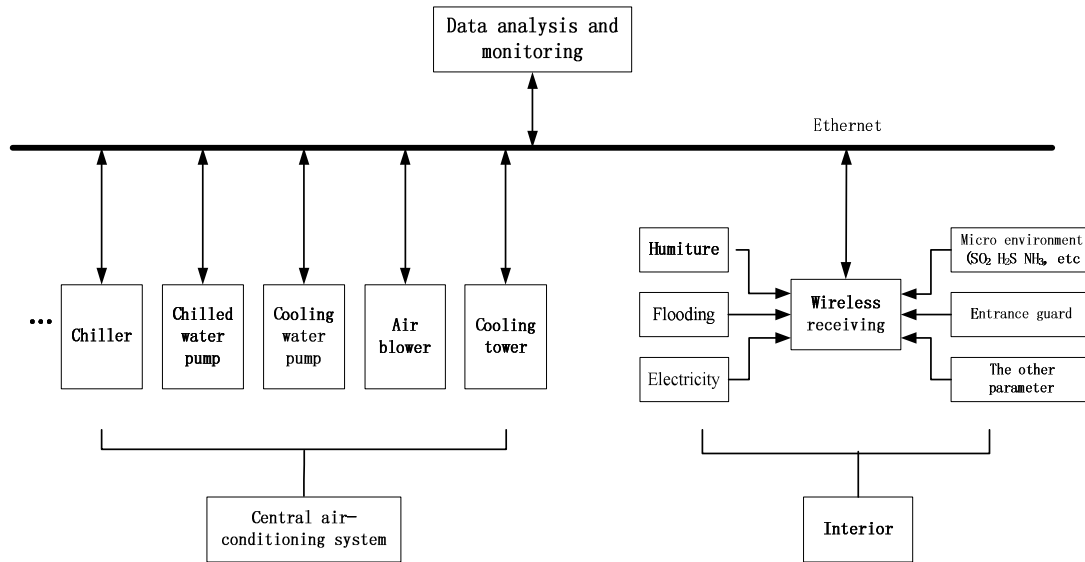 Data analysis and
monitoring
Ethernet
Humiture
Flooding
Electricity
Wireless
receiving
Micro environment
(SO₂ H₂S NH₃, etc
Entrance guard
The other
parameter
...
Chiller
Chilled
water
pump
Cooling
water
pump
Air
blower
Cooling
tower
Central air-
conditioning system
Interior